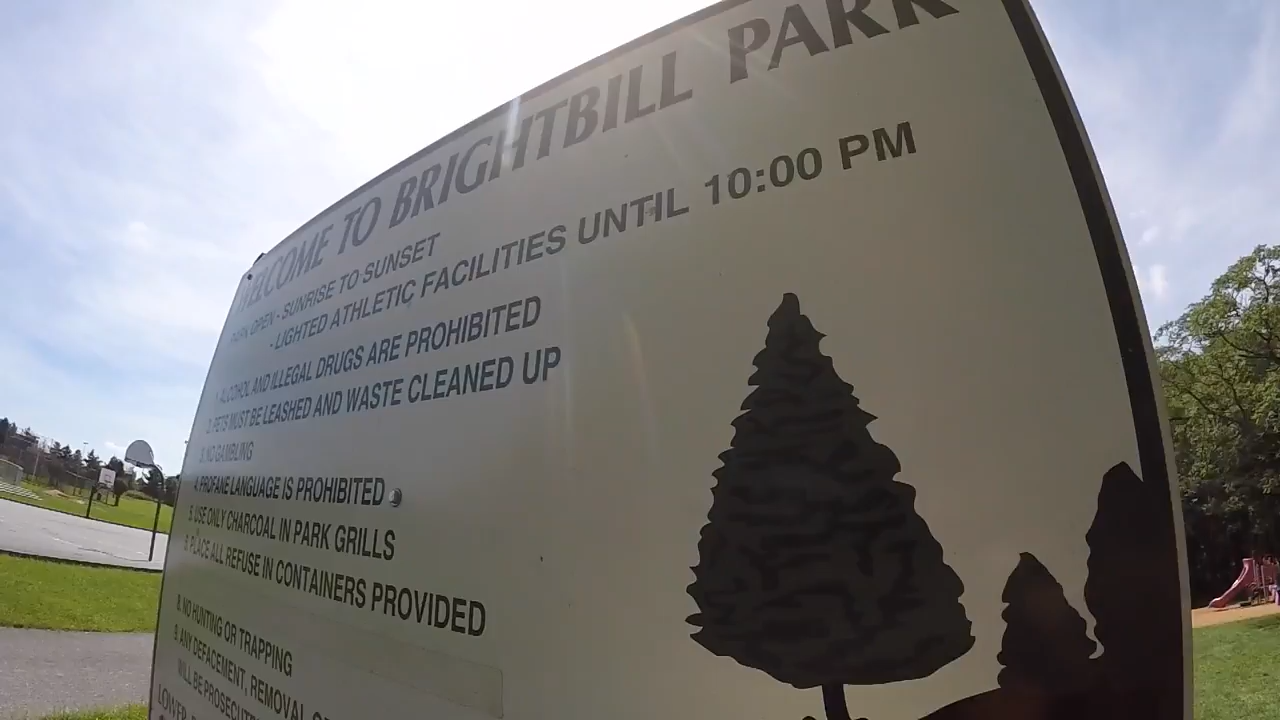 WELCOME TO BRIGHTBILL PARK
PARK OPEN - SUNRISE TO SUNSET
- LIGHTED ATHLETIC FACILITIES UNTIL 10:00 PM
1. ALCOHOL AND ILLEGAL DRUGS ARE PROHIBITED
2. PETS MUST BE LEASHED AND WASTE CLEANED UP
3. NO GAMBLING
4. PROFANE LANGUAGE IS PROHIBITED
5. USE ONLY CHARCOAL IN PARK GRILLS
6. PLACE ALL REFUSE IN CONTAINERS PROVIDED
8. NO HUNTING OR TRAPPING
9. ANY DEFACEMENT, REMOVAL
WILL BE PROSECUTED
LOWER